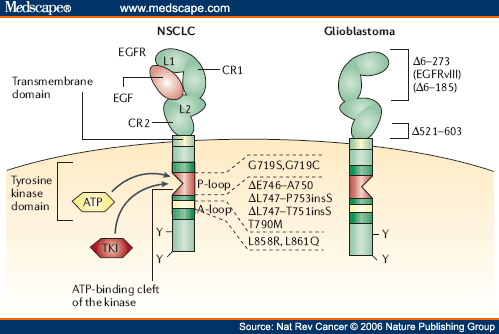 Medscape® www.medscape.com
NSCLC
Glioblastoma
EGFR
L1
CR1
Transmembrane
domain
EGF
L2
CR2
Δ6–273
(EGFRvIII)
(Δ6–185)
Δ521–603
Tyrosine
kinase
domain
ATP
TKI
G719S,G719C
P-loop
ΔE746–A750
ΔL747–P753insS
ΔL747–T751insS
T790M
A-loop
L858R, L861Q
Y
Y
Y
Y
ATP-binding cleft
of the kinase
Source: Nat Rev Cancer © 2006 Nature Publishing Group